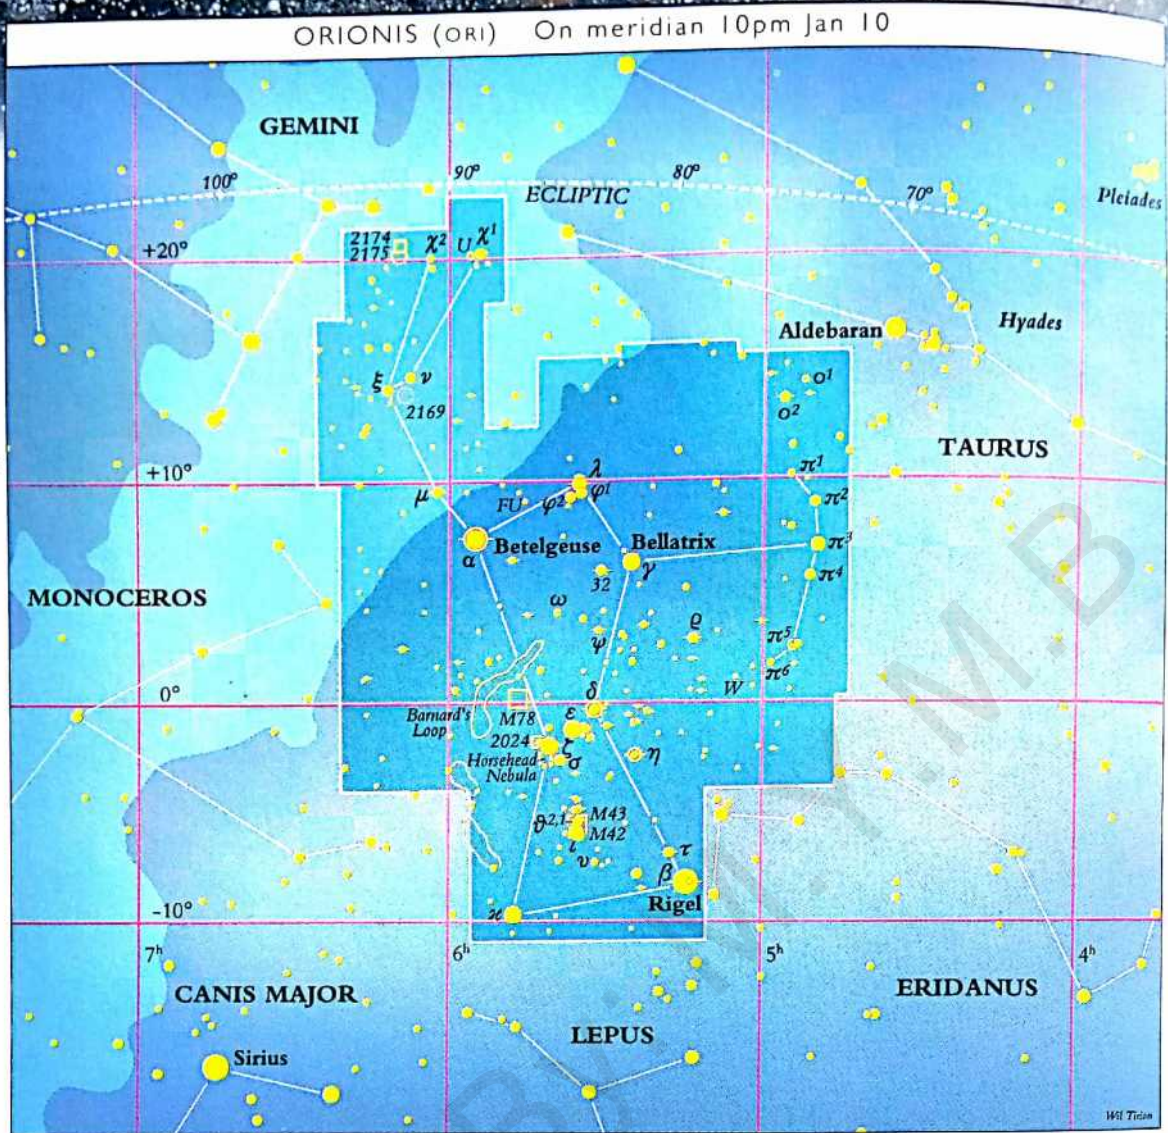 ORIONIS (ORI) On meridian 10pm Jan 10
GEMINI
100°
90°
ECLIPTIC
80°
70°
Pleiades
2174
2175
χ²
U
χ¹
+20°
Aldebaran
Hyades
ξ
ν
2169
ο¹
ο²
TAURUS
+10°
μ
FU
φ²
λ
φ¹
π¹
π²
Betelgeuse
α
Bellatrix
γ
π³
π⁴
32
MONOCEROS
ω
ψ
ϱ
π⁵
π⁶
0°
δ
W
Barnard's
Loop
M78
ε
2024
ζ
Horsehead
Nebula
σ
η
ϑ²,¹
M43
M42
ι
υ
τ
β
Rigel
ϰ
-10°
7ʰ
6ʰ
5ʰ
4ʰ
CANIS MAJOR
ERIDANUS
LEPUS
Sirius
Wil Tirion
By. M.Y. M.B